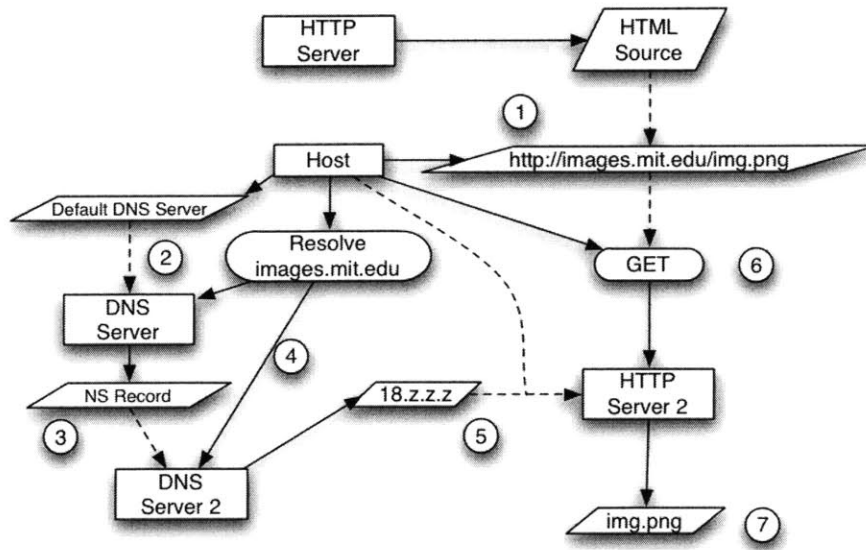 HTTP
Server
HTML
Source
1
Host
http://images.mit.edu/img.png
Default DNS Server
Resolve
images.mit.edu
2
GET
6
DNS
Server
4
NS Record
18.z.z.z
HTTP
Server 2
3
5
DNS
Server 2
img.png
7